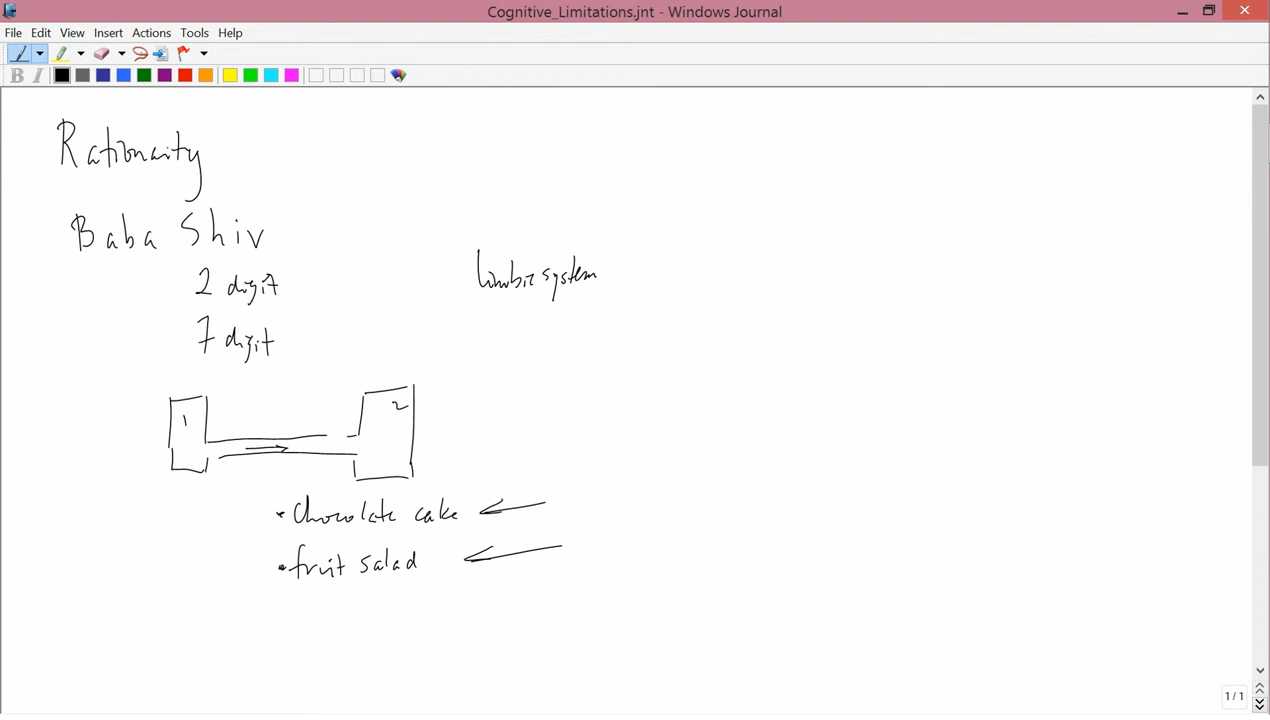 Cognitive_Limitations.jnt - Windows Journal
File Edit View Insert Actions Tools Help
B I
Rationaity
Baba Shiv
2 digit
limbic system
7 digit
1
2
• Chocolate cake
• fruit salad
1 / 1